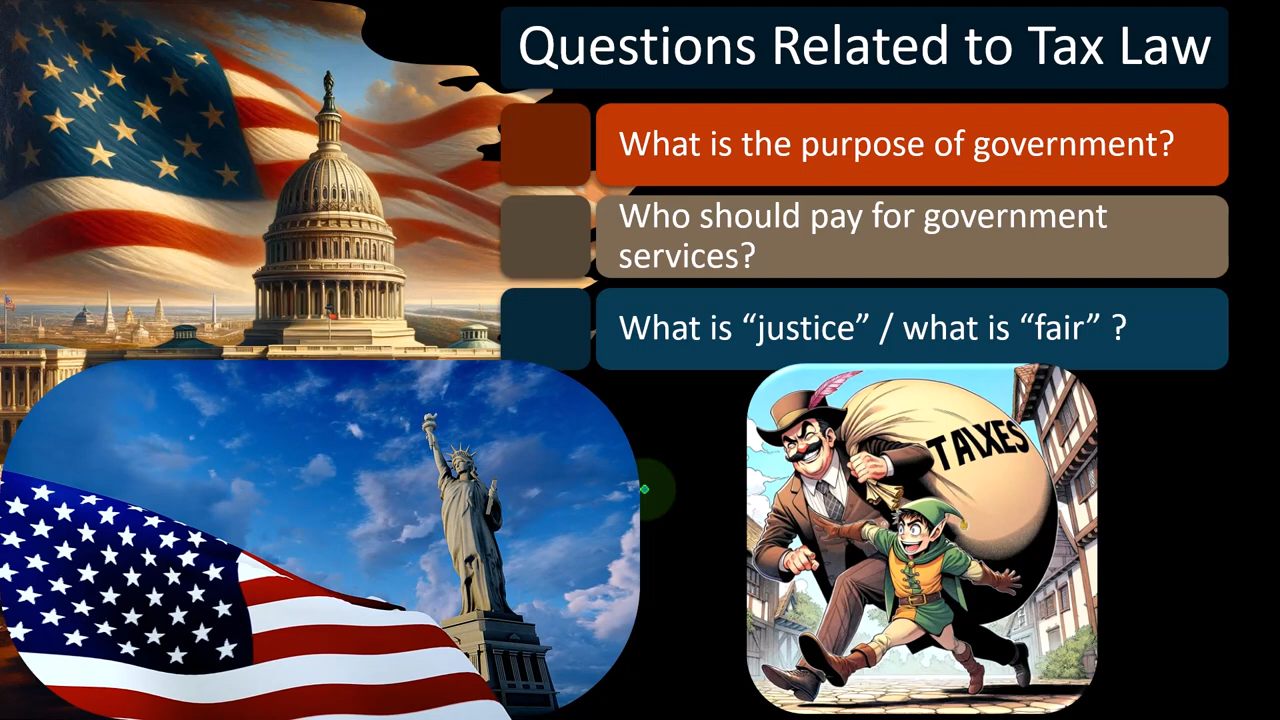 Questions Related to Tax Law
What is the purpose of government?
Who should pay for government
services?
What is “justice” / what is “fair” ?
TAXES